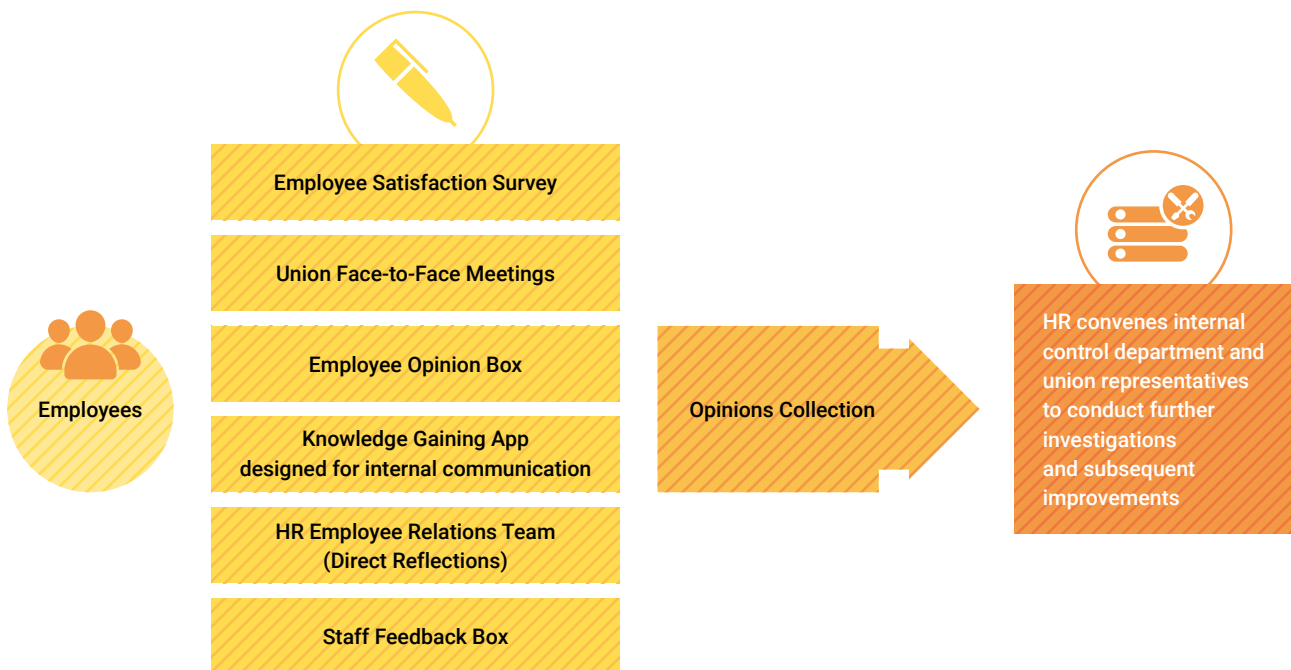 Employees
Employee Satisfaction Survey
Union Face-to-Face Meetings
Employee Opinion Box
Knowledge Gaining App
designed for internal communication
HR Employee Relations Team
(Direct Reflections)
Staff Feedback Box
Opinions Collection
HR convenes internal
control department and
union representatives
to conduct further
investigations
and subsequent
improvements